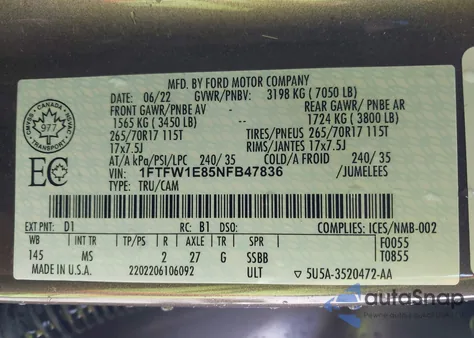 MFD. BY FORD MOTOR COMPANY
DATE: 06/22 GVWR/PNBV: 3198 KG ( 7050 LB)
FRONT GAWR/ PNBE AV REAR GAWR/ PNBE AR
1565 KG ( 3450 LB) 1724 KG ( 3800 LB)
265/70R17 115T TIRES/PNEUS 265/70R17 115T
17x7.5J RIMS/JANTES 17x7.5J
AT/A kPa/PSI/LPC 240/ 35 COLD/A FROID 240/ 35
VIN: 1FTFW1E85NFB47836 /JUMELEES
TYPE: TRU/CAM
CANADA
977
TRANSPORT
EC
EXT PNT: D1 RC: B1 DSO: COMPLIES: ICES/NMB-002
WB INT TR TP/PS R AXLE TR SPR F0055
145 MS 2 27 G SSBB T0855
MADE IN U.S.A. 2202206106092 ULT ▽ 5U5A-3520472-AA
autoSnap